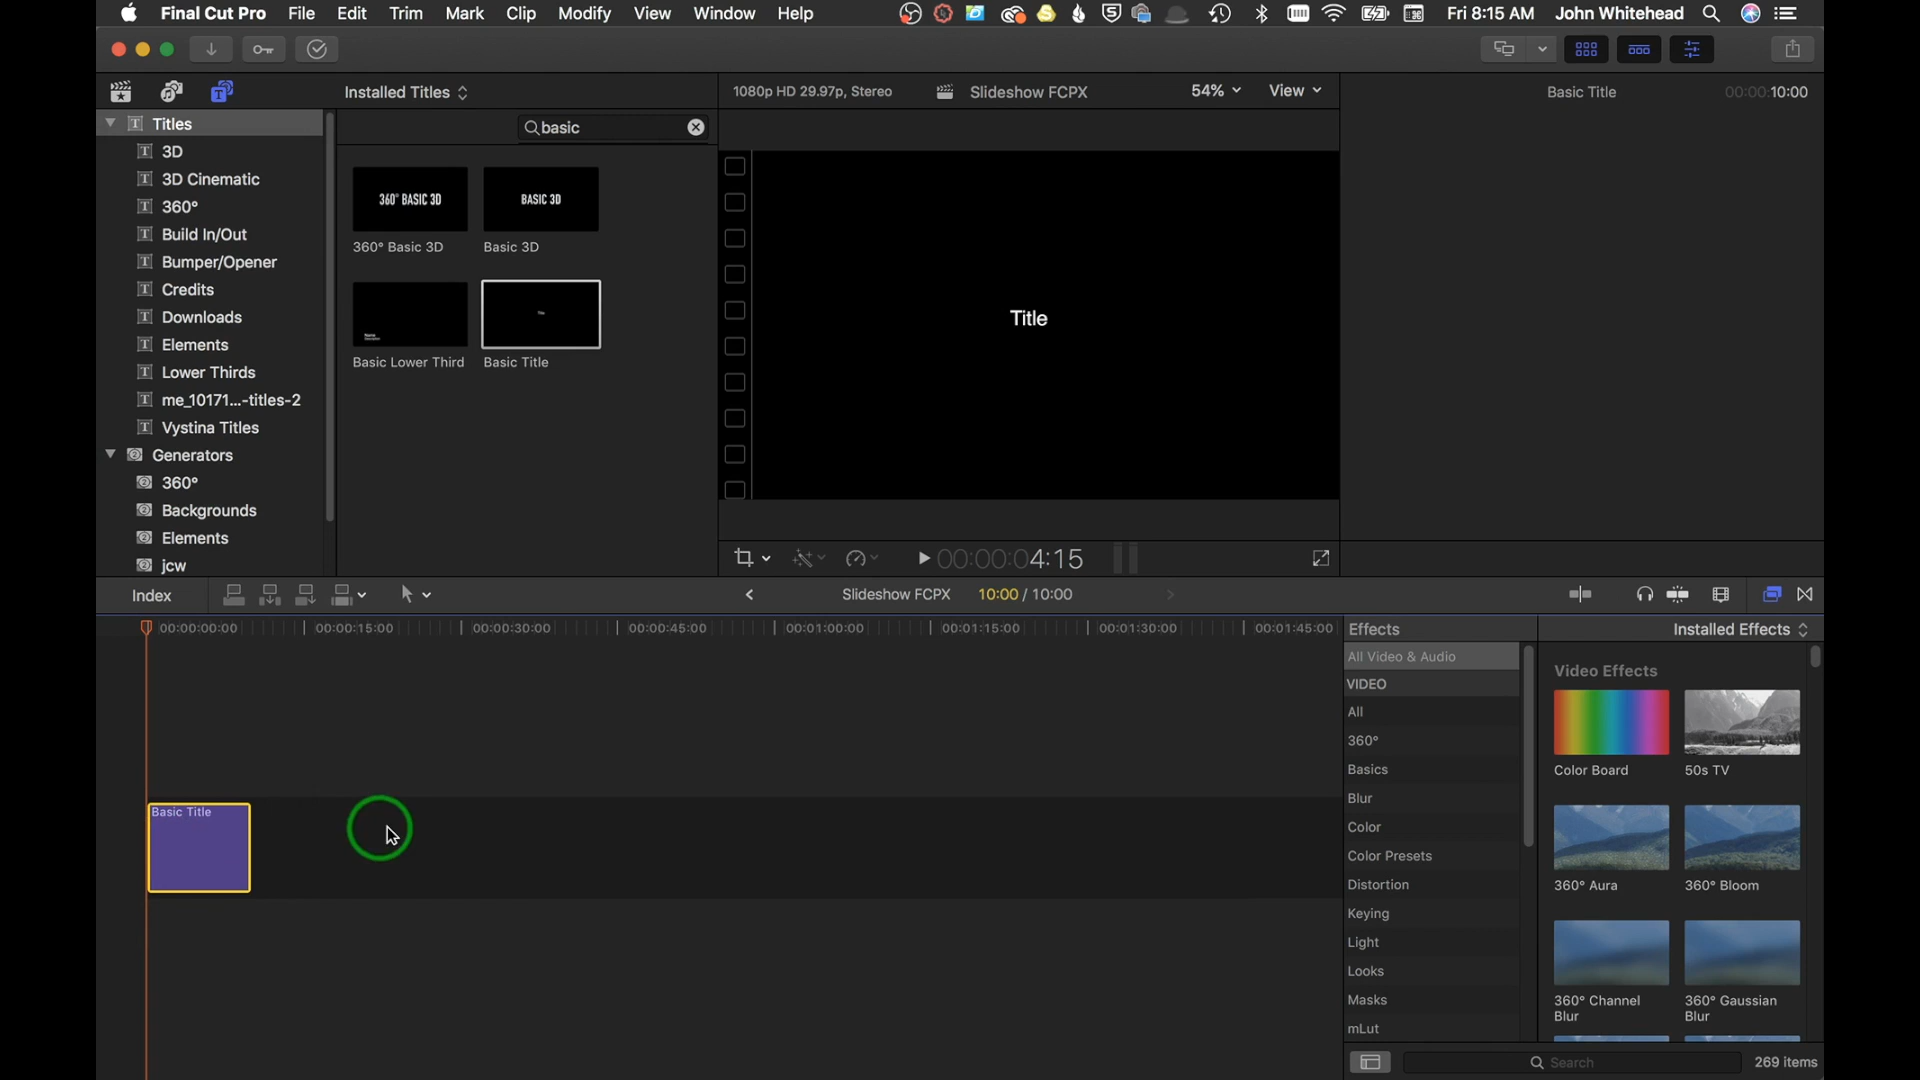 Final Cut Pro File Edit Trim Mark Clip Modify View Window Help Fri 8:15 AM John Whitehead
Installed Titles
1080p HD 29.97p, Stereo Slideshow FCPX 54% View
Basic Title 00:00:10:00
Titles
3D
3D Cinematic
360°
Build In/Out
Bumper/Opener
Credits
Downloads
Elements
Lower Thirds
me_10171...-titles-2
Vystina Titles
Generators
360°
Backgrounds
Elements
jcw
basic
360° BASIC 3D
360° Basic 3D
BASIC 3D
Basic 3D
Basic Lower Third
Title
Basic Title
Title
00:00:04:15
Index
Slideshow FCPX 10:00 / 10:00
00:00:00:00 00:00:15:00 00:00:30:00 00:00:45:00 00:01:00:00 00:01:15:00 00:01:30:00 00:01:45:00
Basic Title
Effects
Installed Effects
All Video & Audio
VIDEO
All
360°
Basics
Blur
Color
Color Presets
Distortion
Keying
Light
Looks
Masks
mLut
Video Effects
Color Board
50s TV
360° Aura
360° Bloom
360° Channel
Blur
360° Gaussian
Blur
Search
269 items